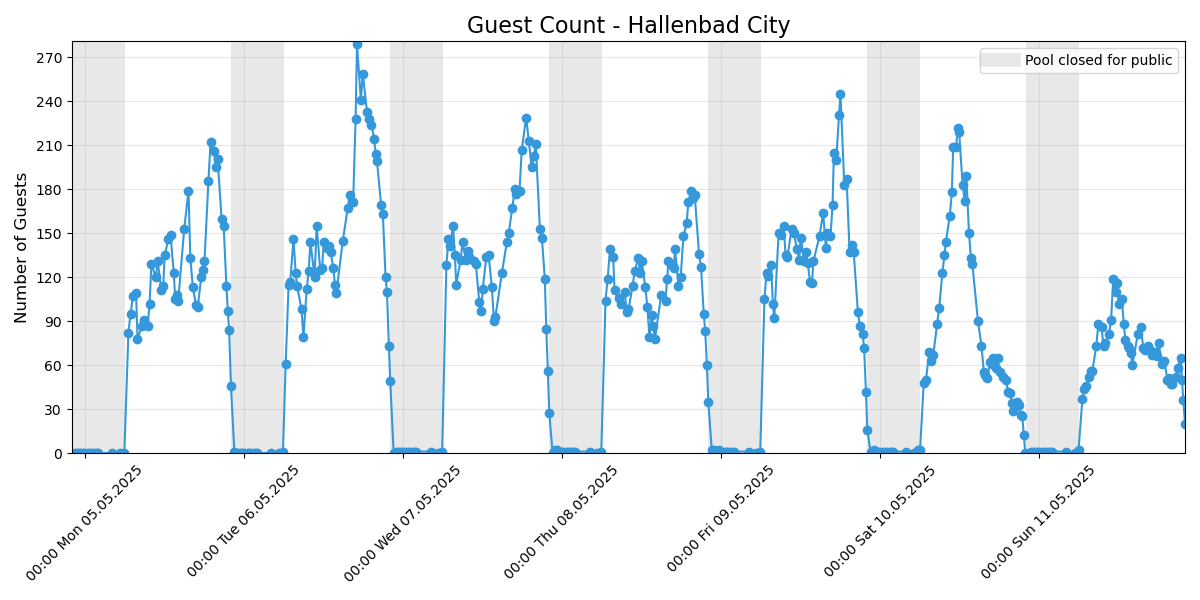 Guest Count - Hallenbad City
Pool closed for public
Number of Guests
270
240
210
180
150
120
90
60
30
0
00:00 Mon 05.05.2025
00:00 Tue 06.05.2025
00:00 Wed 07.05.2025
00:00 Thu 08.05.2025
00:00 Fri 09.05.2025
00:00 Sat 10.05.2025
00:00 Sun 11.05.2025